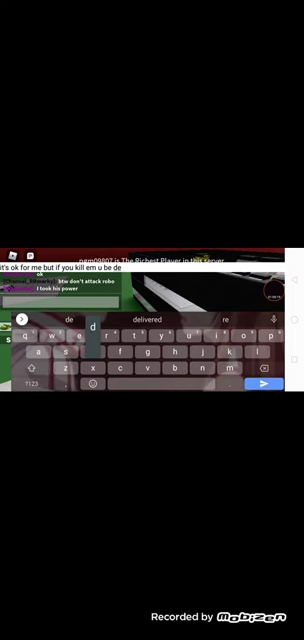 ngm09807 is The Richest Player in this server
it's ok for me but if you kill em u be de
ok
btw don't attack robo
I took his power
de delivered re
d
q w e r t y u i o p
a s f g h j k l
z x c v b n m
?123 , .
Recorded by mobizen